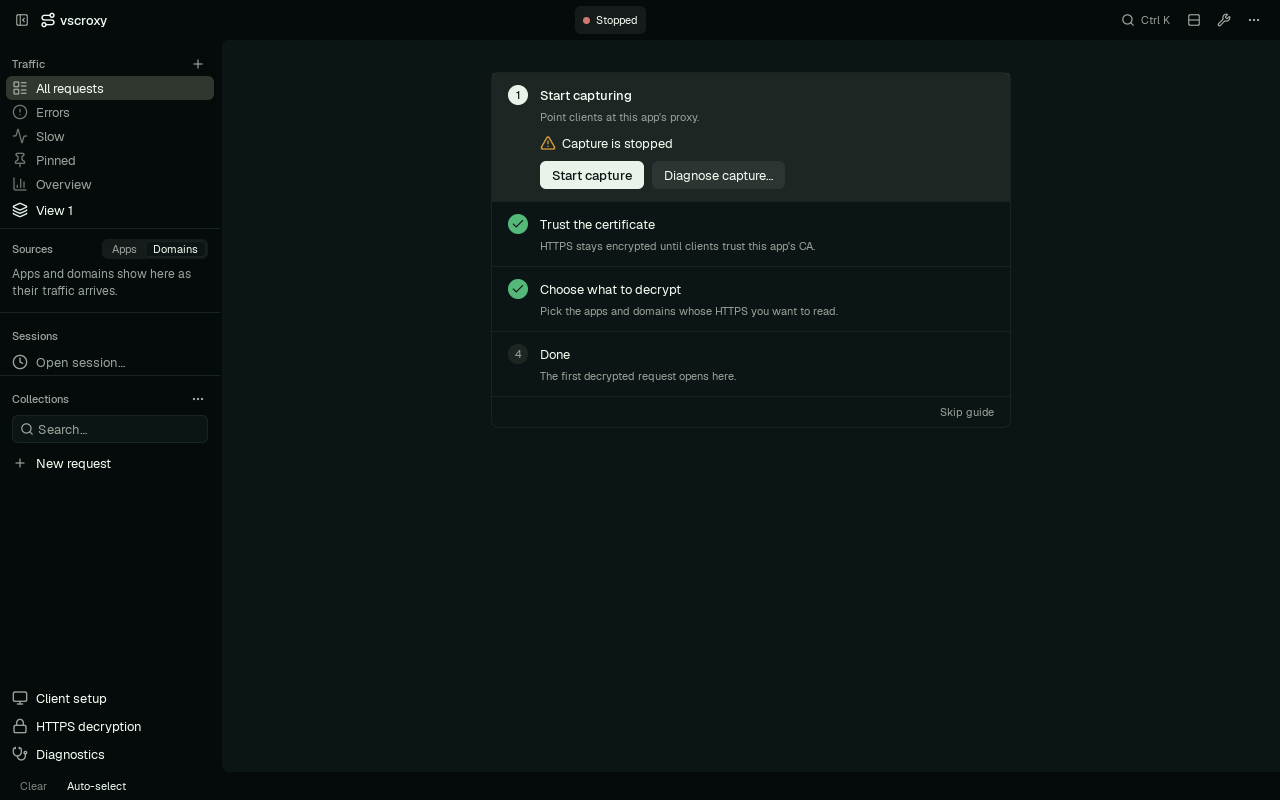 vscroxy
Stopped
Ctrl K
Traffic
All requests
Errors
Slow
Pinned
Overview
View 1
Sources
Apps
Domains
Apps and domains show here as
their traffic arrives.
Sessions
Open session...
Collections
Search...
New request
Client setup
HTTPS decryption
Diagnostics
Clear
Auto-select
1
Start capturing
Point clients at this app's proxy.
Capture is stopped
Start capture
Diagnose capture...
Trust the certificate
HTTPS stays encrypted until clients trust this app's CA.
Choose what to decrypt
Pick the apps and domains whose HTTPS you want to read.
4
Done
The first decrypted request opens here.
Skip guide